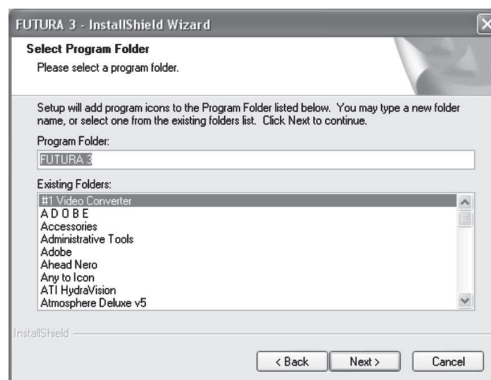 FUTURA 3 - InstallShield Wizard
Select Program Folder
Please select a program folder.
Setup will add program icons to the Program Folder listed below. You may type a new folder
name, or select one from the existing folders list. Click Next to continue.
Program Folder:
FUTURA 3
Existing Folders:
#1 Video Converter
A D O B E
Accessories
Administrative Tools
Adobe
Ahead Nero
Any to Icon
ATI HydraVision
Atmosphere Deluxe v5
InstallShield
< Back
Next >
Cancel